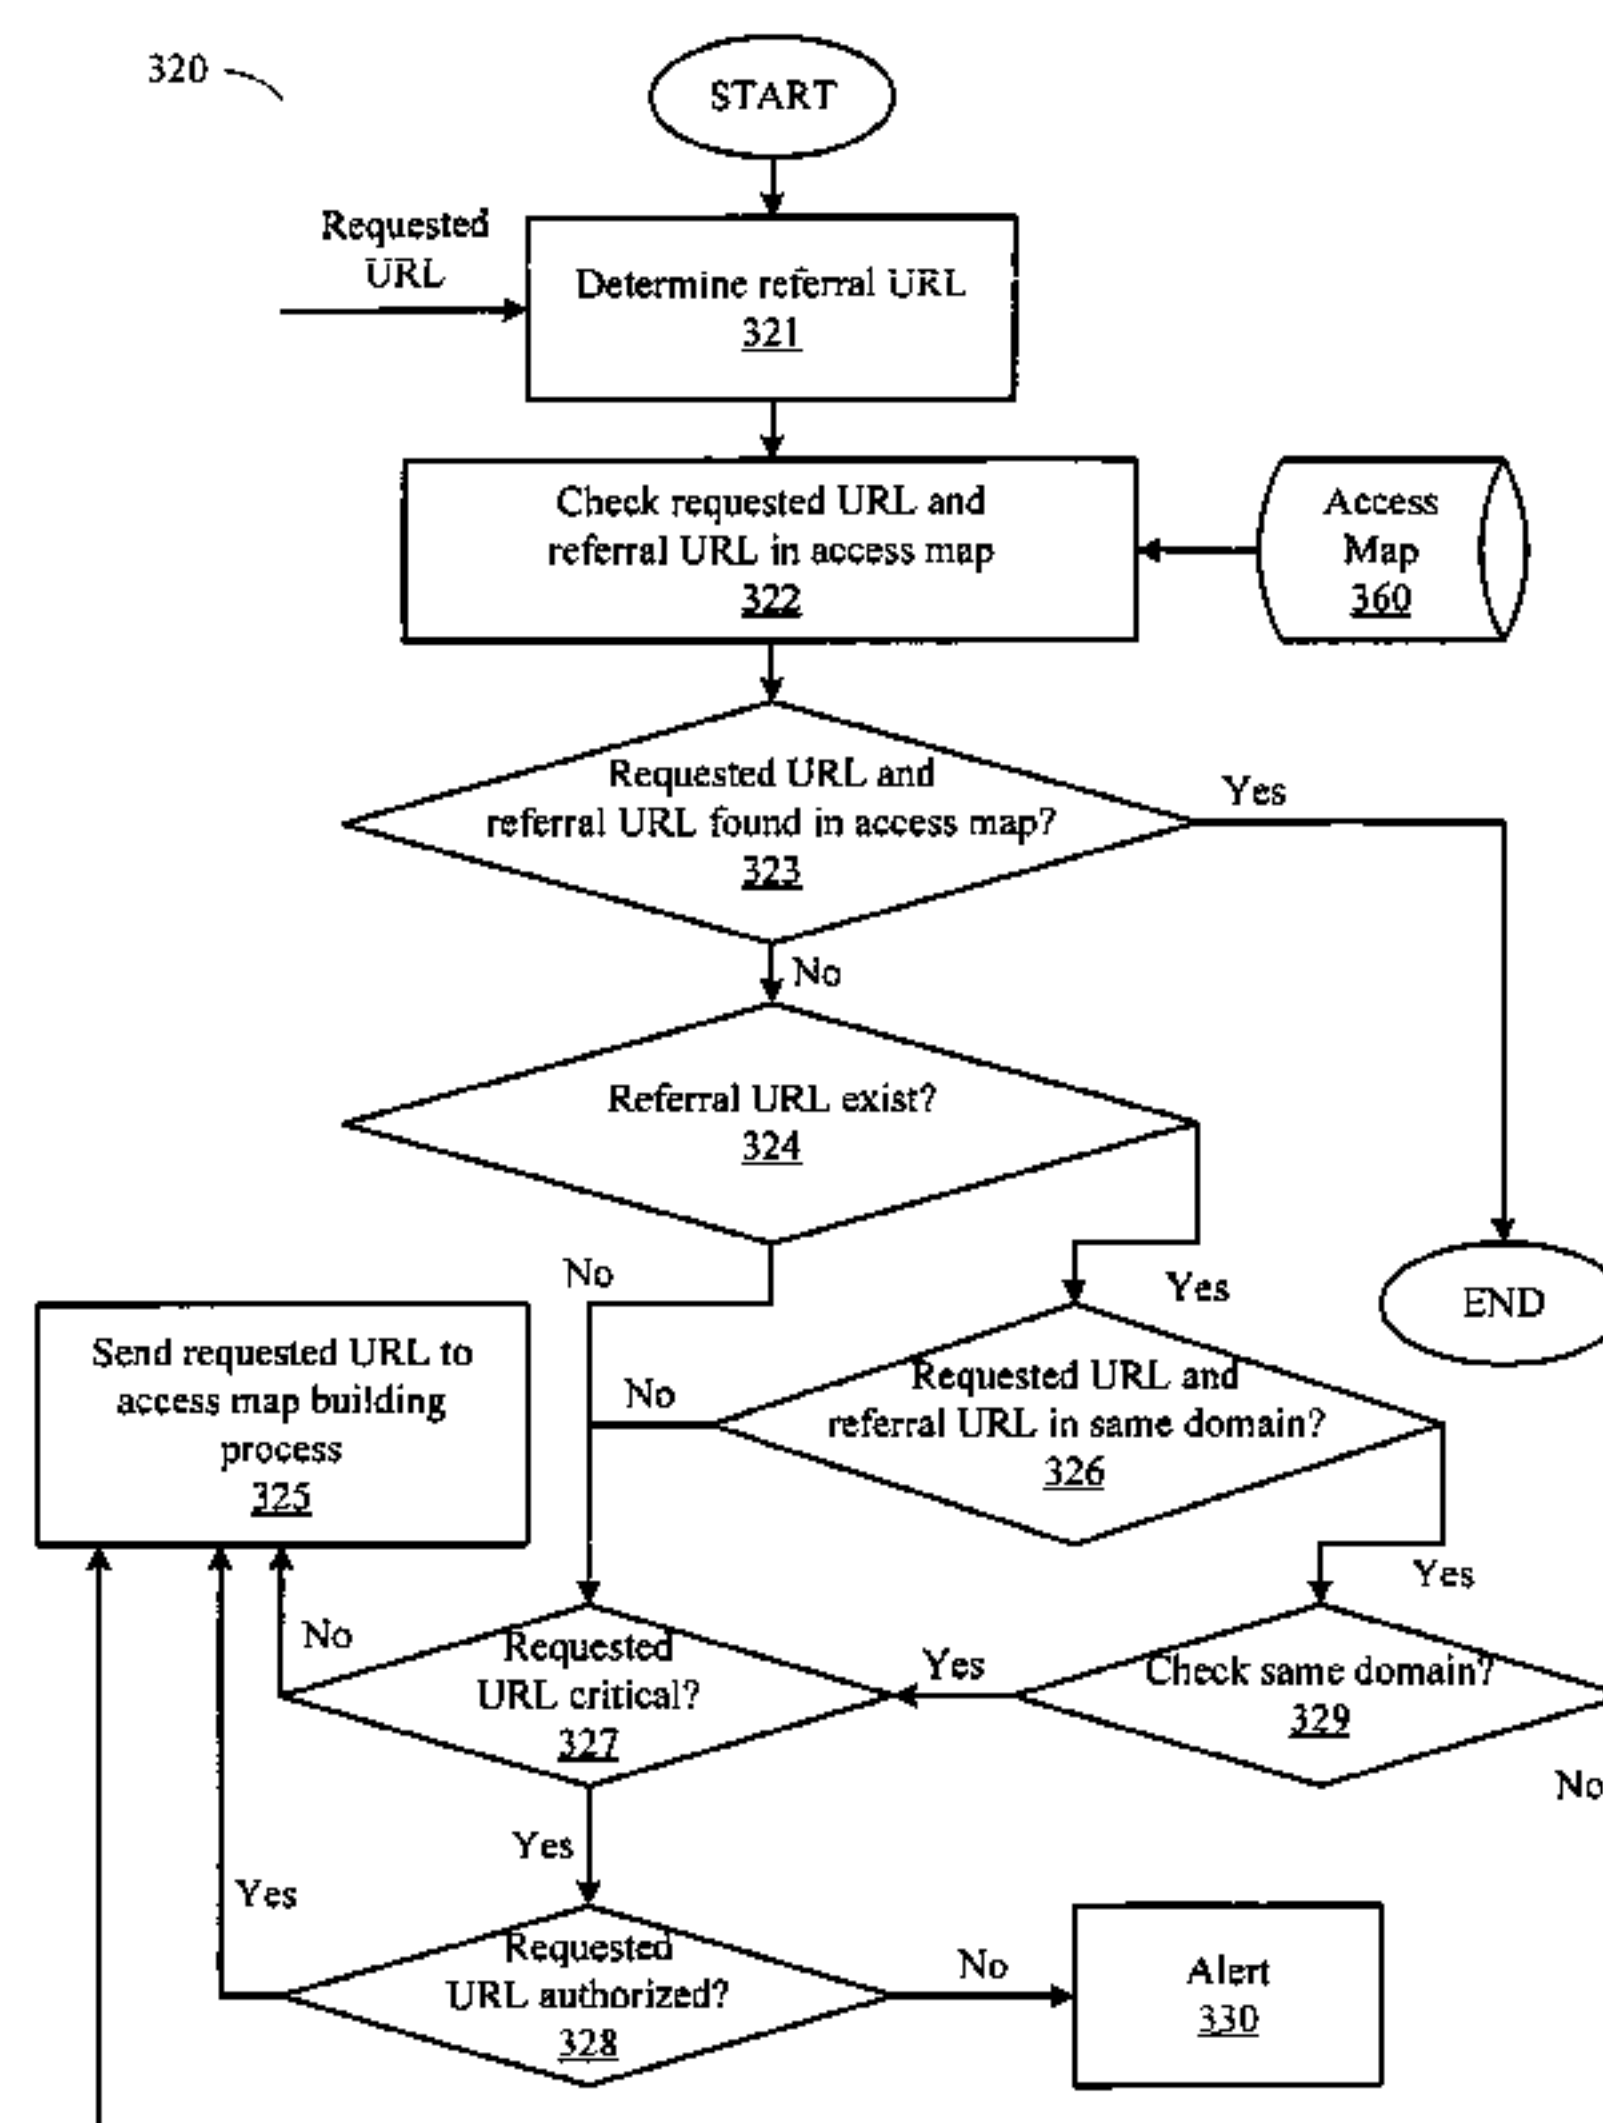 320
START
Requested
URL
Determine referral URL
321
Check requested URL and
referral URL in access map
322
Access
Map
360
Requested URL and
referral URL found in access map?
323
Yes
No
Referral URL exist?
324
No
Yes
END
Send requested URL to
access map building
process
325
No
Requested URL and
referral URL in same domain?
326
Yes
No
Requested
URL critical?
327
Yes
Check same domain?
329
No
Yes
Yes
Requested
URL authorized?
328
No
Alert
330